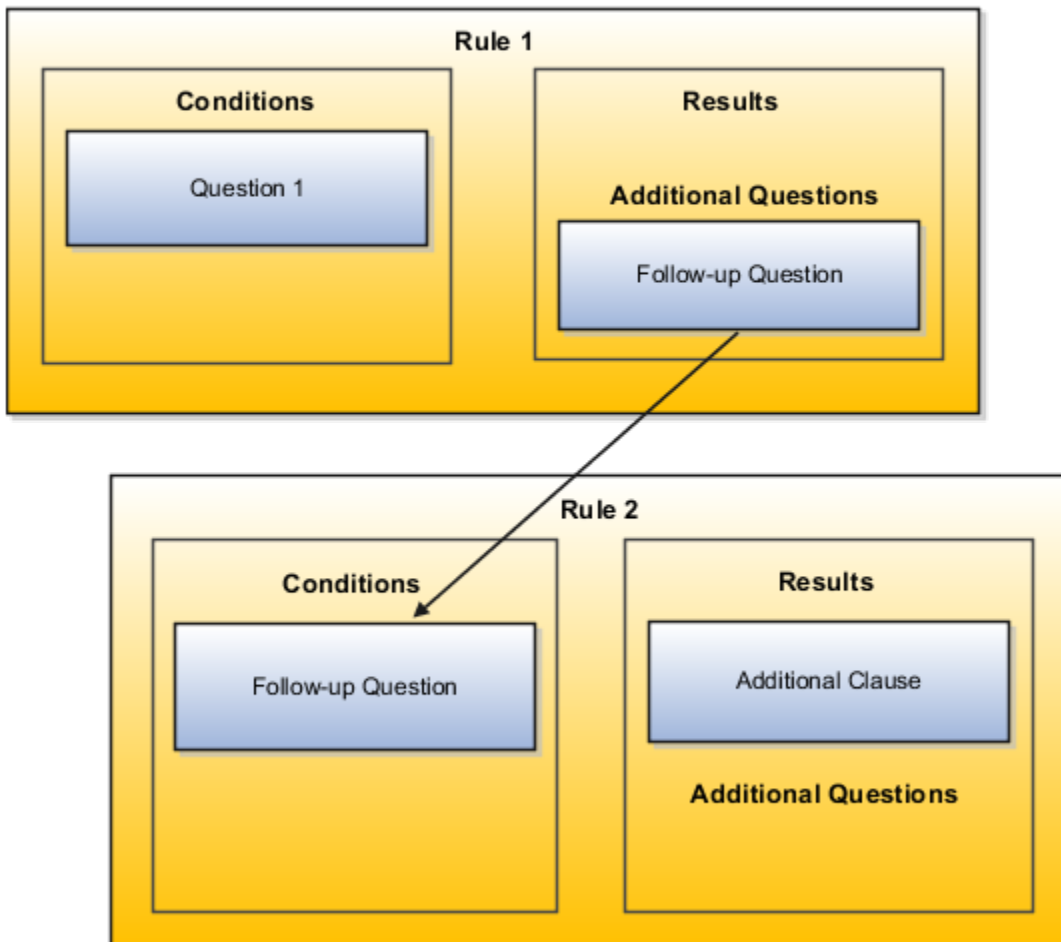 Rule 1
Conditions
Question 1
Results
Additional Questions
Follow-up Question
Rule 2
Conditions
Follow-up Question
Results
Additional Clause
Additional Questions